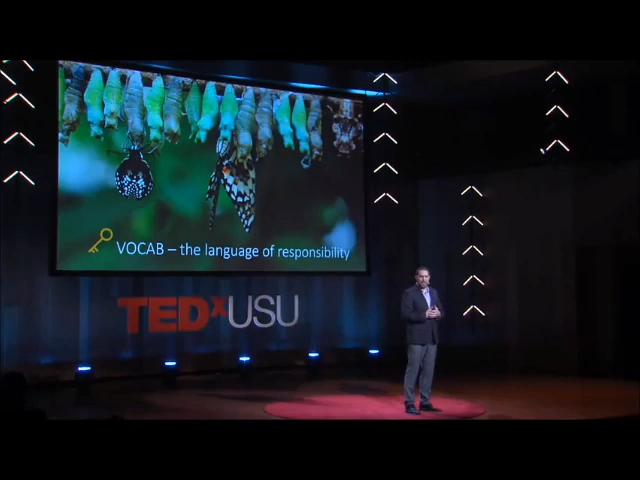 VOCAB – the language of responsibility
TEDxUSU